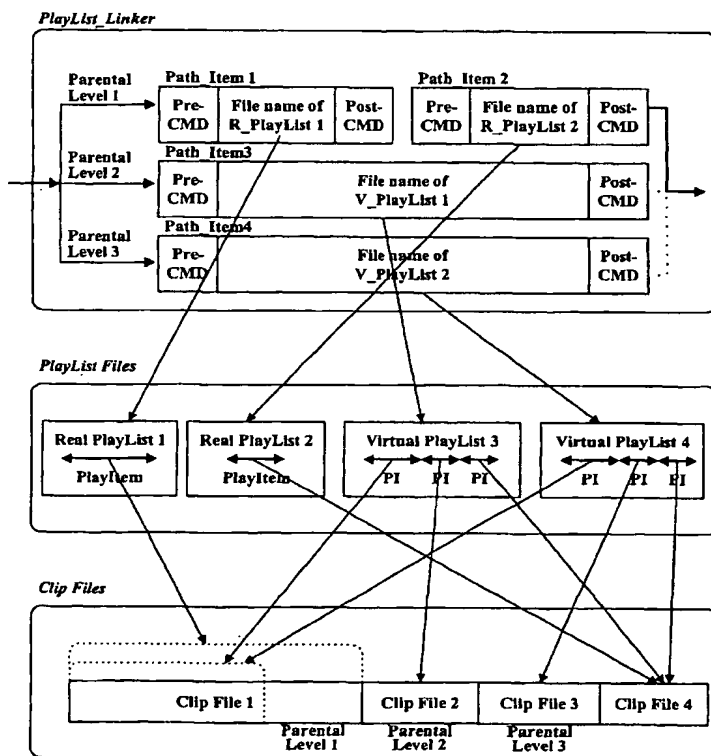 PlayList_Linker
Parental
Level 1
Path_Item 1
Pre-
CMD
File name of
R_PlayList 1
Post-
CMD
Path_Item 2
Pre-
CMD
File name of
R_PlayList 2
Post-
CMD
Parental
Level 2
Path_Item3
Pre-
CMD
File name of
V_PlayList 1
Post-
CMD
Parental
Level 3
Path_Item4
Pre-
CMD
File name of
V_PlayList 2
Post-
CMD
PlayList Files
Real PlayList 1
PlayItem
Real PlayList 2
PlayItem
Virtual PlayList 3
PI PI PI
Virtual PlayList 4
PI PI PI
Clip Files
Clip File 1
Clip File 2
Clip File 3
Clip File 4
Parental
Level 1
Parental
Level 2
Parental
Level 3